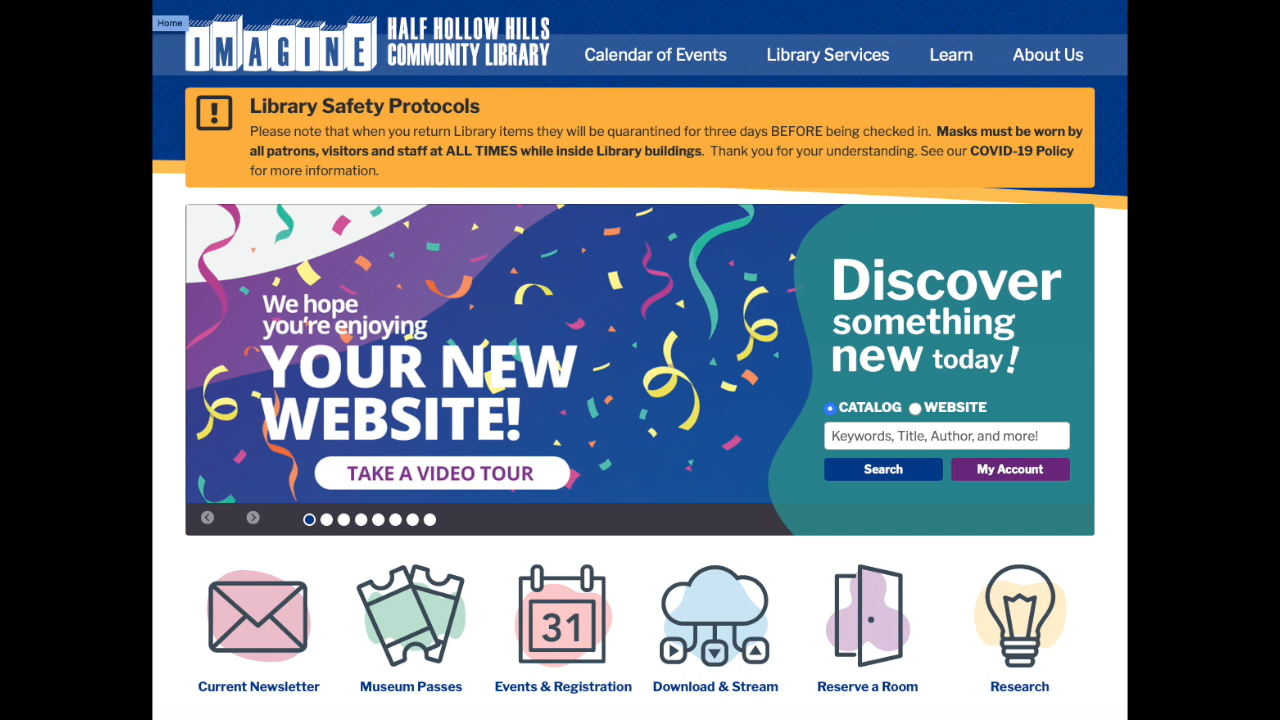 Home
IMAGINE
HALF HOLLOW HILLS
COMMUNITY LIBRARY
Calendar of Events
Library Services
Learn
About Us
!
Library Safety Protocols
Please note that when you return Library items they will be quarantined for three days BEFORE being checked in. Masks must be worn by
all patrons, visitors and staff at ALL TIMES while inside Library buildings. Thank you for your understanding. See our COVID-19 Policy
for more information.
We hope
you're enjoying
YOUR NEW
WEBSITE!
TAKE A VIDEO TOUR
Discover
something
new today!
CATALOG WEBSITE
Keywords, Title, Author, and more!
Search
My Account
31
Current Newsletter
Museum Passes
Events & Registration
Download & Stream
Reserve a Room
Research